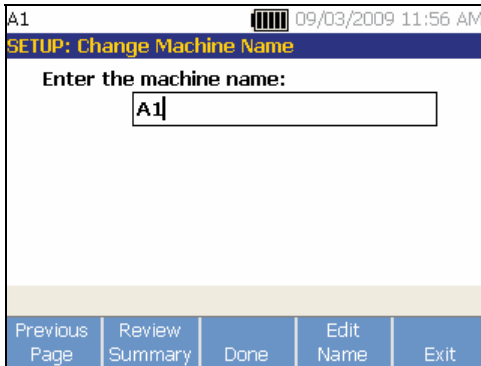 A1 09/03/2009 11:56 AM
SETUP: Change Machine Name
Enter the machine name:
A1
Previous Page Review Summary Done Edit Name Exit